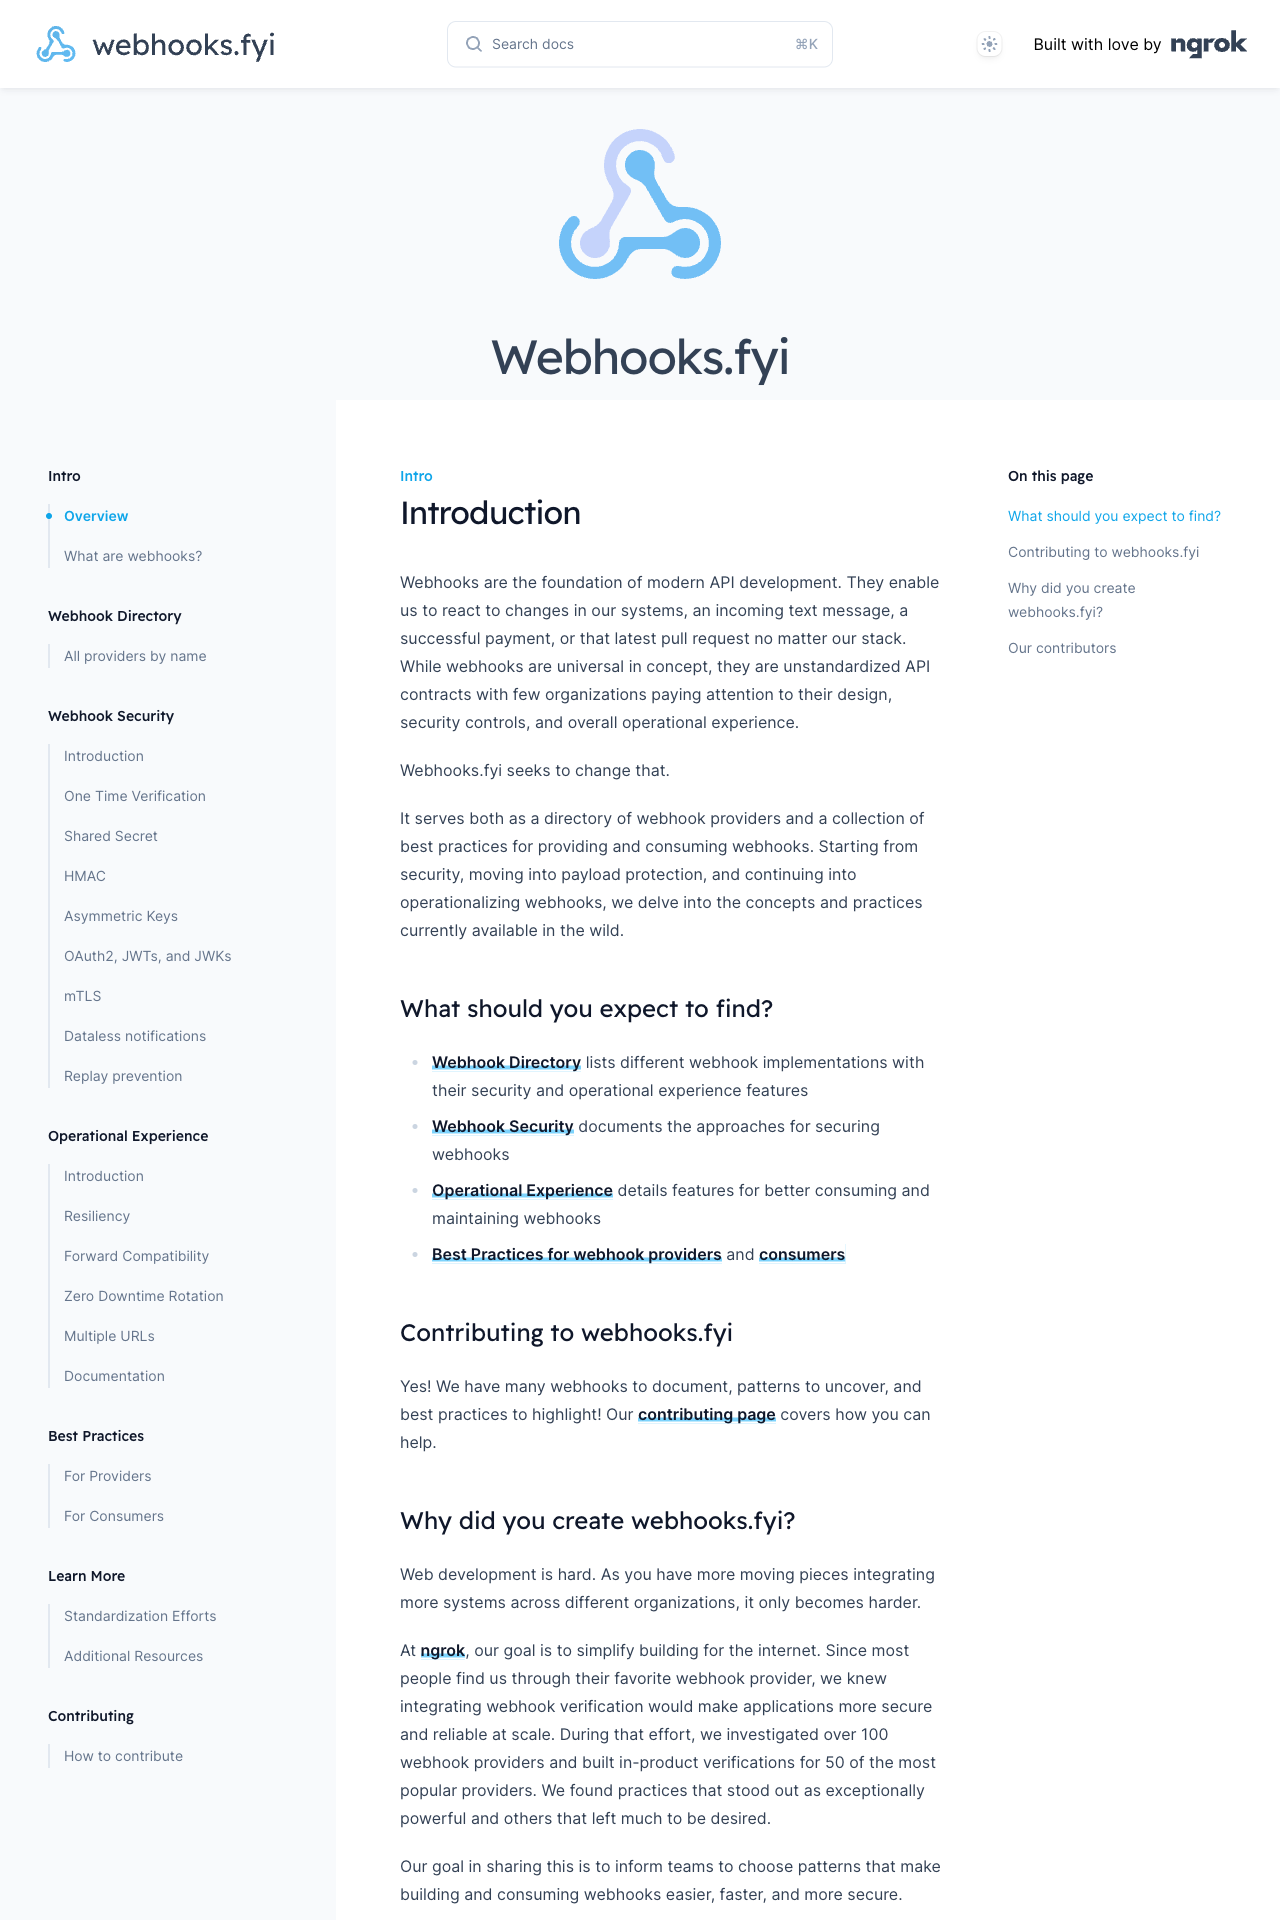 webhooks.fyi
Search docs
⌘K
Built with love by ngrok
Webhooks.fyi
Intro
Overview
What are webhooks?
Webhook Directory
All providers by name
Webhook Security
Introduction
One Time Verification
Shared Secret
HMAC
Asymmetric Keys
OAuth2, JWTs, and JWKs
mTLS
Dataless notifications
Replay prevention
Operational Experience
Introduction
Resiliency
Forward Compatibility
Zero Downtime Rotation
Multiple URLs
Documentation
Best Practices
For Providers
For Consumers
Learn More
Standardization Efforts
Additional Resources
Contributing
How to contribute
Intro
Introduction
Webhooks are the foundation of modern API development. They enable
us to react to changes in our systems, an incoming text message, a
successful payment, or that latest pull request no matter our stack.
While webhooks are universal in concept, they are unstandardized API
contracts with few organizations paying attention to their design,
security controls, and overall operational experience.
Webhooks.fyi seeks to change that.
It serves both as a directory of webhook providers and a collection of
best practices for providing and consuming webhooks. Starting from
security, moving into payload protection, and continuing into
operationalizing webhooks, we delve into the concepts and practices
currently available in the wild.
What should you expect to find?
Webhook Directory lists different webhook implementations with
their security and operational experience features
Webhook Security documents the approaches for securing
webhooks
Operational Experience details features for better consuming and
maintaining webhooks
Best Practices for webhook providers and consumers
Contributing to webhooks.fyi
Yes! We have many webhooks to document, patterns to uncover, and
best practices to highlight! Our contributing page covers how you can
help.
Why did you create webhooks.fyi?
Web development is hard. As you have more moving pieces integrating
more systems across different organizations, it only becomes harder.
At ngrok, our goal is to simplify building for the internet. Since most
people find us through their favorite webhook provider, we knew
integrating webhook verification would make applications more secure
and reliable at scale. During that effort, we investigated over 100
webhook providers and built in-product verifications for 50 of the most
popular providers. We found practices that stood out as exceptionally
powerful and others that left much to be desired.
Our goal in sharing this is to inform teams to choose patterns that make
building and consuming webhooks easier, faster, and more secure.
On this page
What should you expect to find?
Contributing to webhooks.fyi
Why did you create
webhooks.fyi?
Our contributors